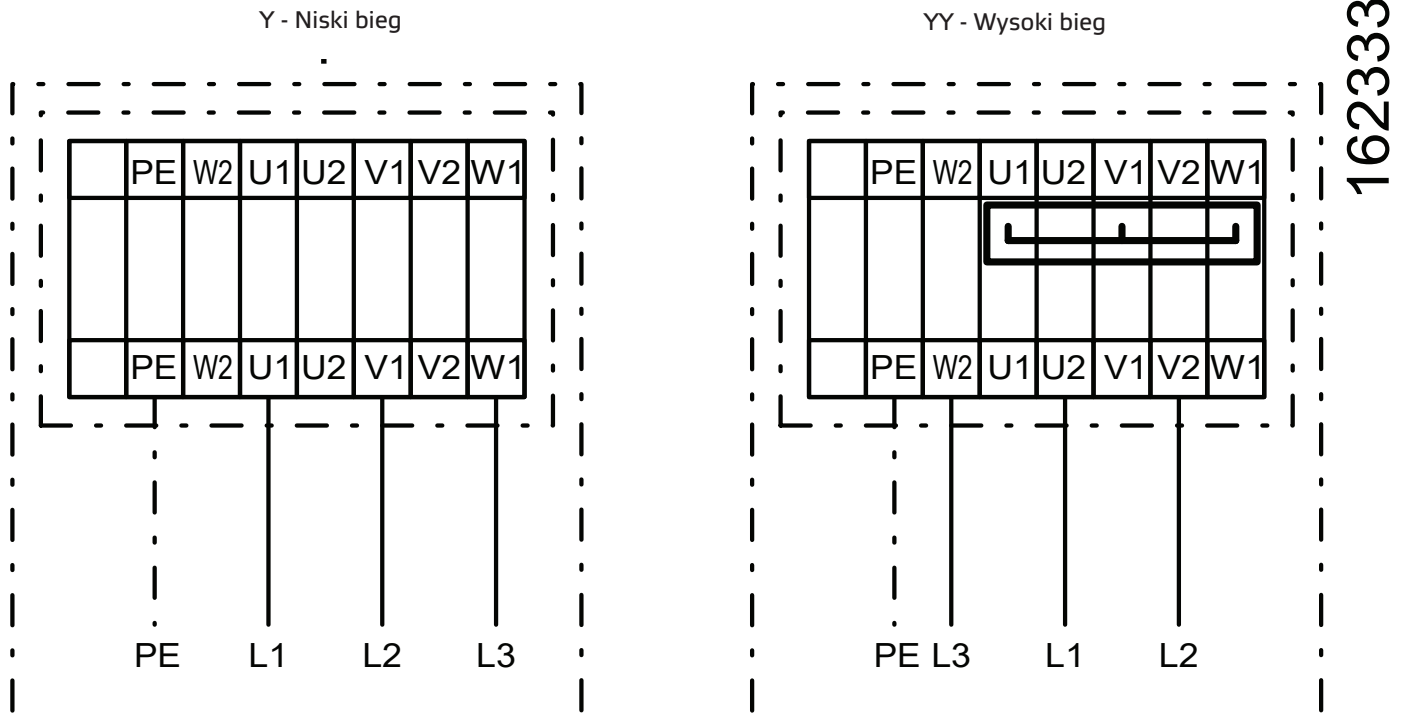 Y - Niski bieg
PE W2 U1 U2 V1 V2 W1
PE W2 U1 U2 V1 V2 W1
PE L1 L2 L3
YY - Wysoki bieg
PE W2 U1 U2 V1 V2 W1
PE W2 U1 U2 V1 V2 W1
PE L3 L1 L2
162333